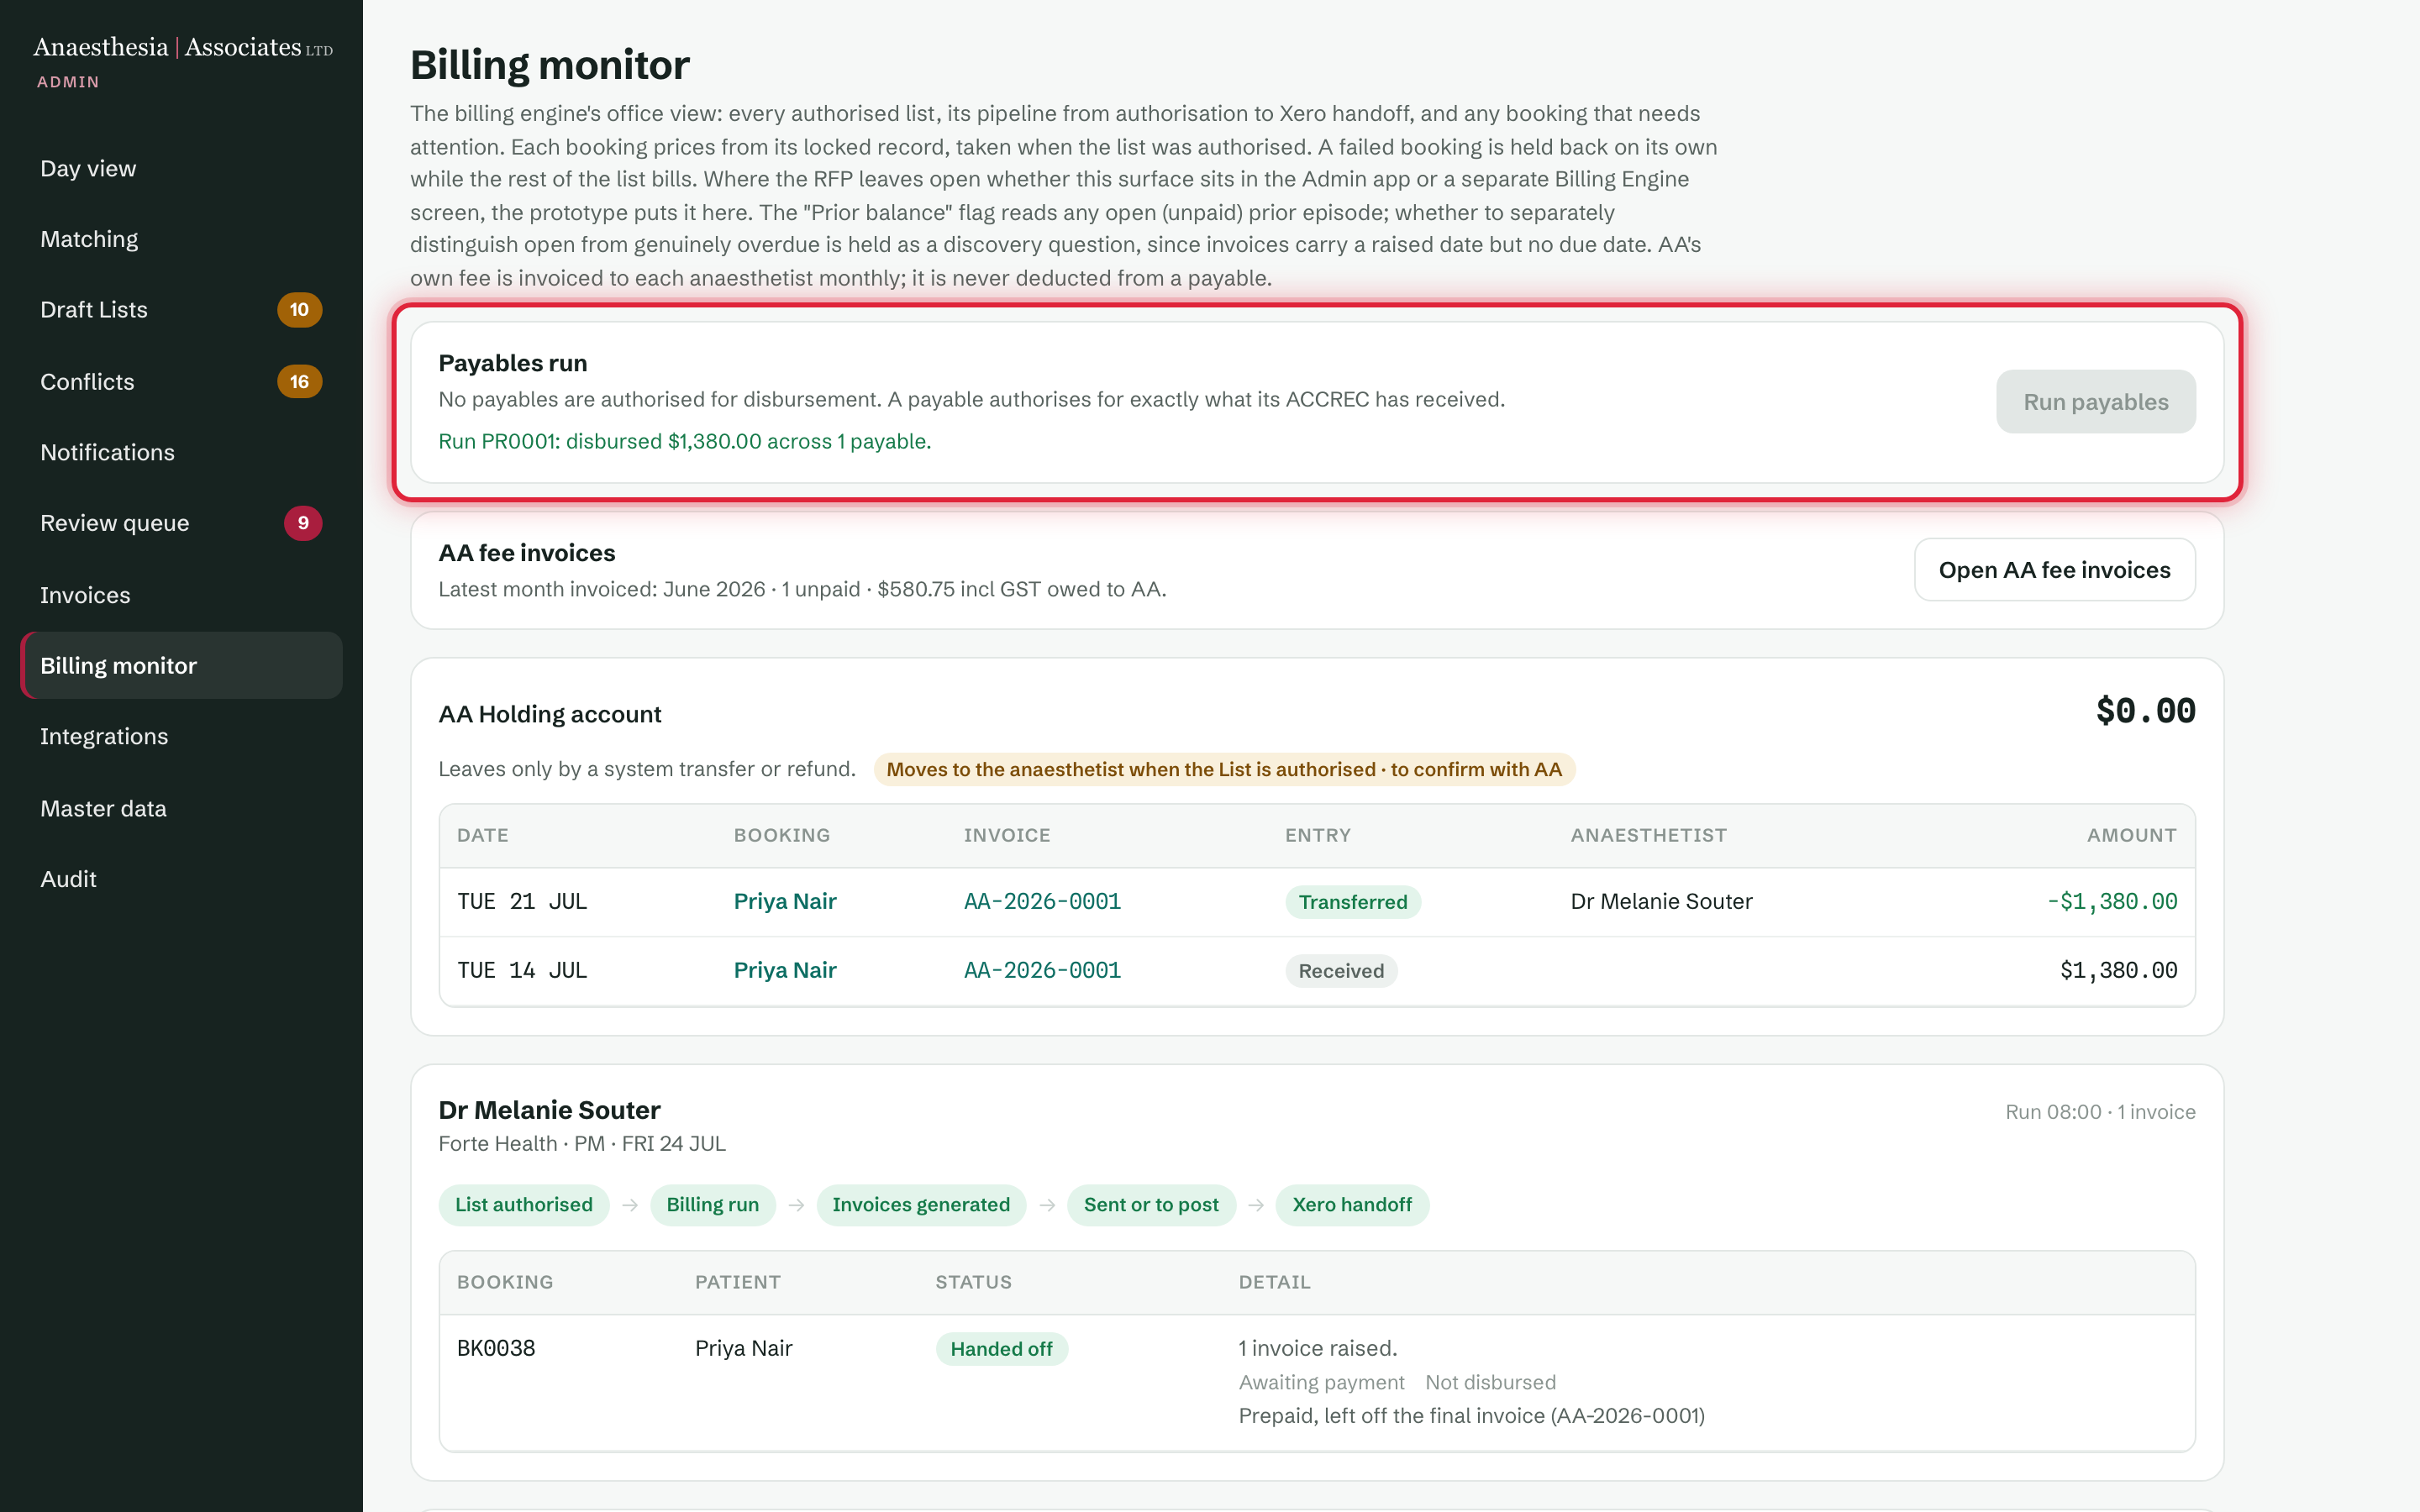 Anaesthesia | Associates LTD
ADMIN
Day view
Matching
Draft Lists 10
Conflicts 16
Notifications
Review queue 9
Invoices
Billing monitor
Integrations
Master data
Audit
Billing monitor
The billing engine's office view: every authorised list, its pipeline from authorisation to Xero handoff, and any booking that needs
attention. Each booking prices from its locked record, taken when the list was authorised. A failed booking is held back on its own
while the rest of the list bills. Where the RFP leaves open whether this surface sits in the Admin app or a separate Billing Engine
screen, the prototype puts it here. The "Prior balance" flag reads any open (unpaid) prior episode; whether to separately
distinguish open from genuinely overdue is held as a discovery question, since invoices carry a raised date but no due date. AA's
own fee is invoiced to each anaesthetist monthly; it is never deducted from a payable.
Payables run
No payables are authorised for disbursement. A payable authorises for exactly what its ACCREC has received.
Run PR0001: disbursed $1,380.00 across 1 payable.
Run payables
AA fee invoices
Latest month invoiced: June 2026 · 1 unpaid · $580.75 incl GST owed to AA.
Open AA fee invoices
AA Holding account $0.00
Leaves only by a system transfer or refund. Moves to the anaesthetist when the List is authorised · to confirm with AA
DATE BOOKING INVOICE ENTRY ANAESTHETIST AMOUNT
TUE 21 JUL Priya Nair AA-2026-0001 Transferred Dr Melanie Souter -$1,380.00
TUE 14 JUL Priya Nair AA-2026-0001 Received $1,380.00
Dr Melanie Souter Run 08:00 · 1 invoice
Forte Health · PM · FRI 24 JUL
List authorised → Billing run → Invoices generated → Sent or to post → Xero handoff
BOOKING PATIENT STATUS DETAIL
BK0038 Priya Nair Handed off 1 invoice raised.
Awaiting payment Not disbursed
Prepaid, left off the final invoice (AA-2026-0001)